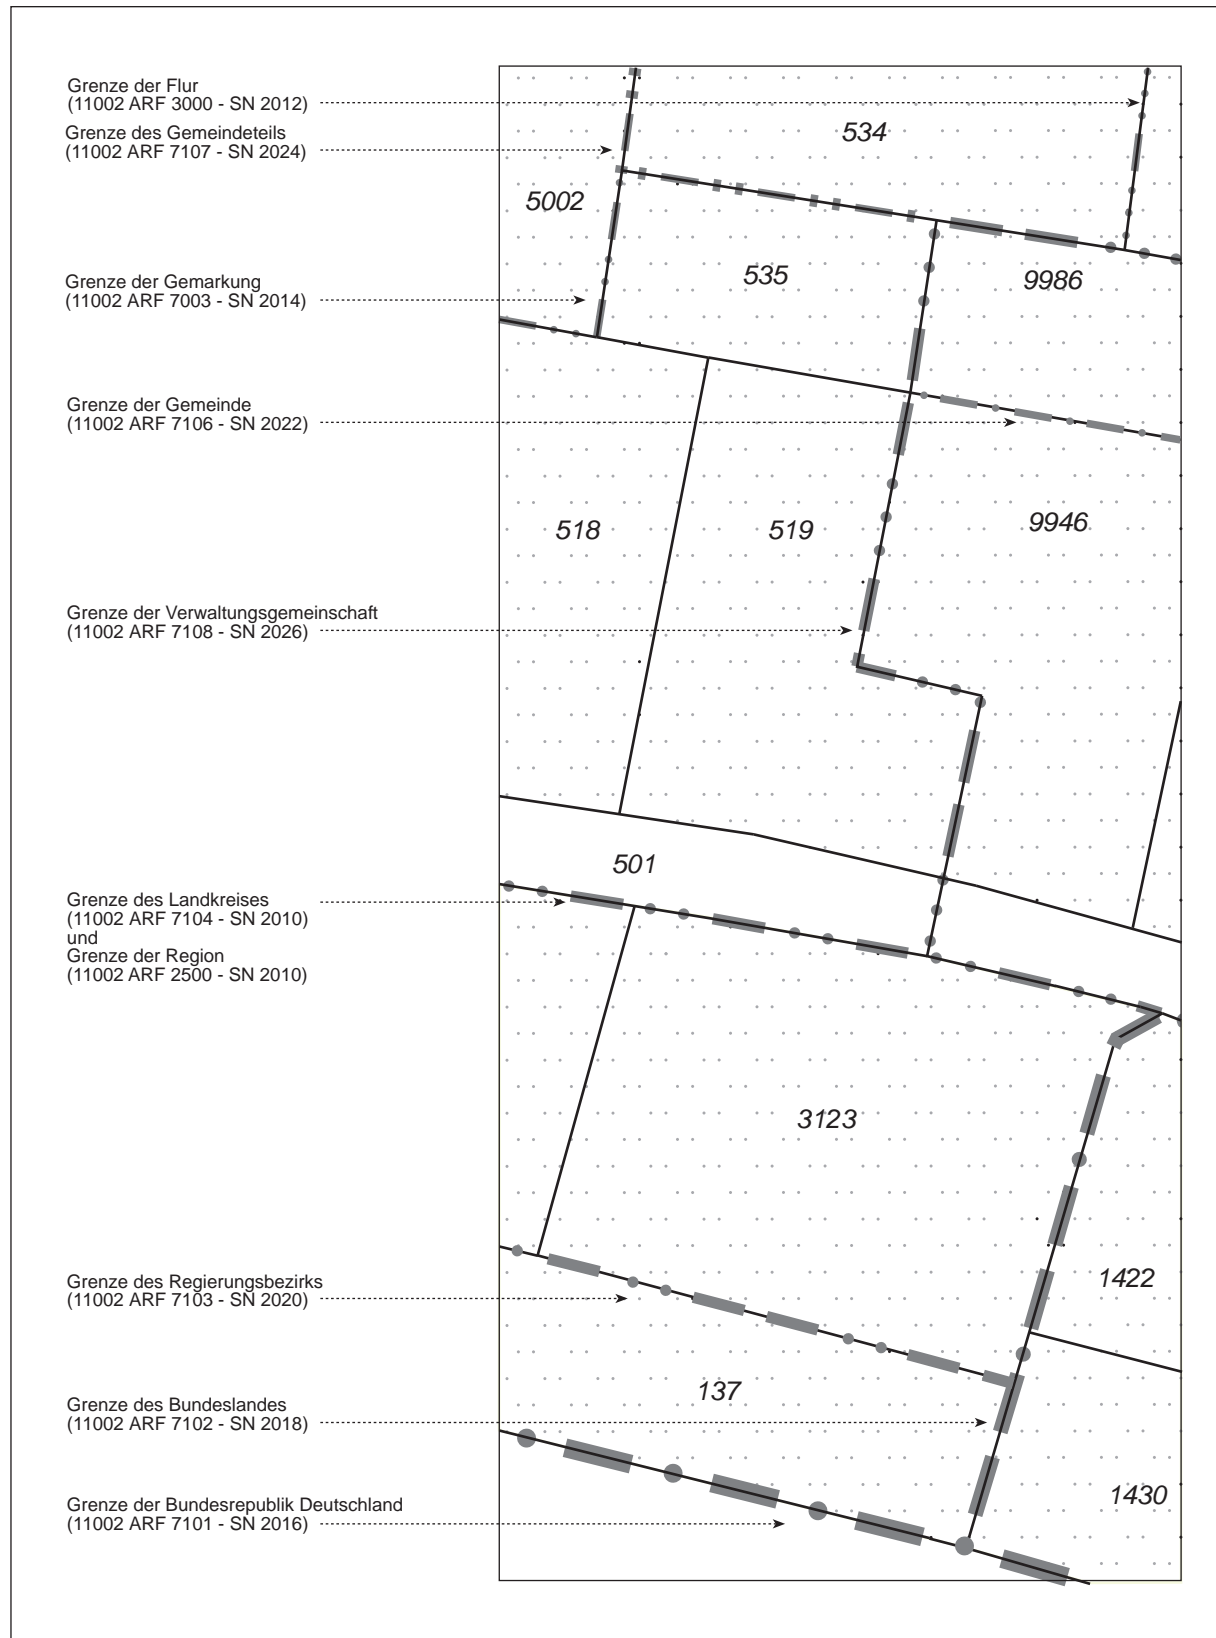 Grenze der Flur
(11002 ARF 3000 - SN 2012)
Grenze des Gemeindeteils
(11002 ARF 7107 - SN 2024)
534
5002
Grenze der Gemarkung
(11002 ARF 7003 - SN 2014)
535
9986
Grenze der Gemeinde
(11002 ARF 7106 - SN 2022)
518
519
9946
Grenze der Verwaltungsgemeinschaft
(11002 ARF 7108 - SN 2026)
501
Grenze des Landkreises
(11002 ARF 7104 - SN 2010)
und
Grenze der Region
(11002 ARF 2500 - SN 2010)
3123
1422
Grenze des Regierungsbezirks
(11002 ARF 7103 - SN 2020)
137
Grenze des Bundeslandes
(11002 ARF 7102 - SN 2018)
1430
Grenze der Bundesrepublik Deutschland
(11002 ARF 7101 - SN 2016)